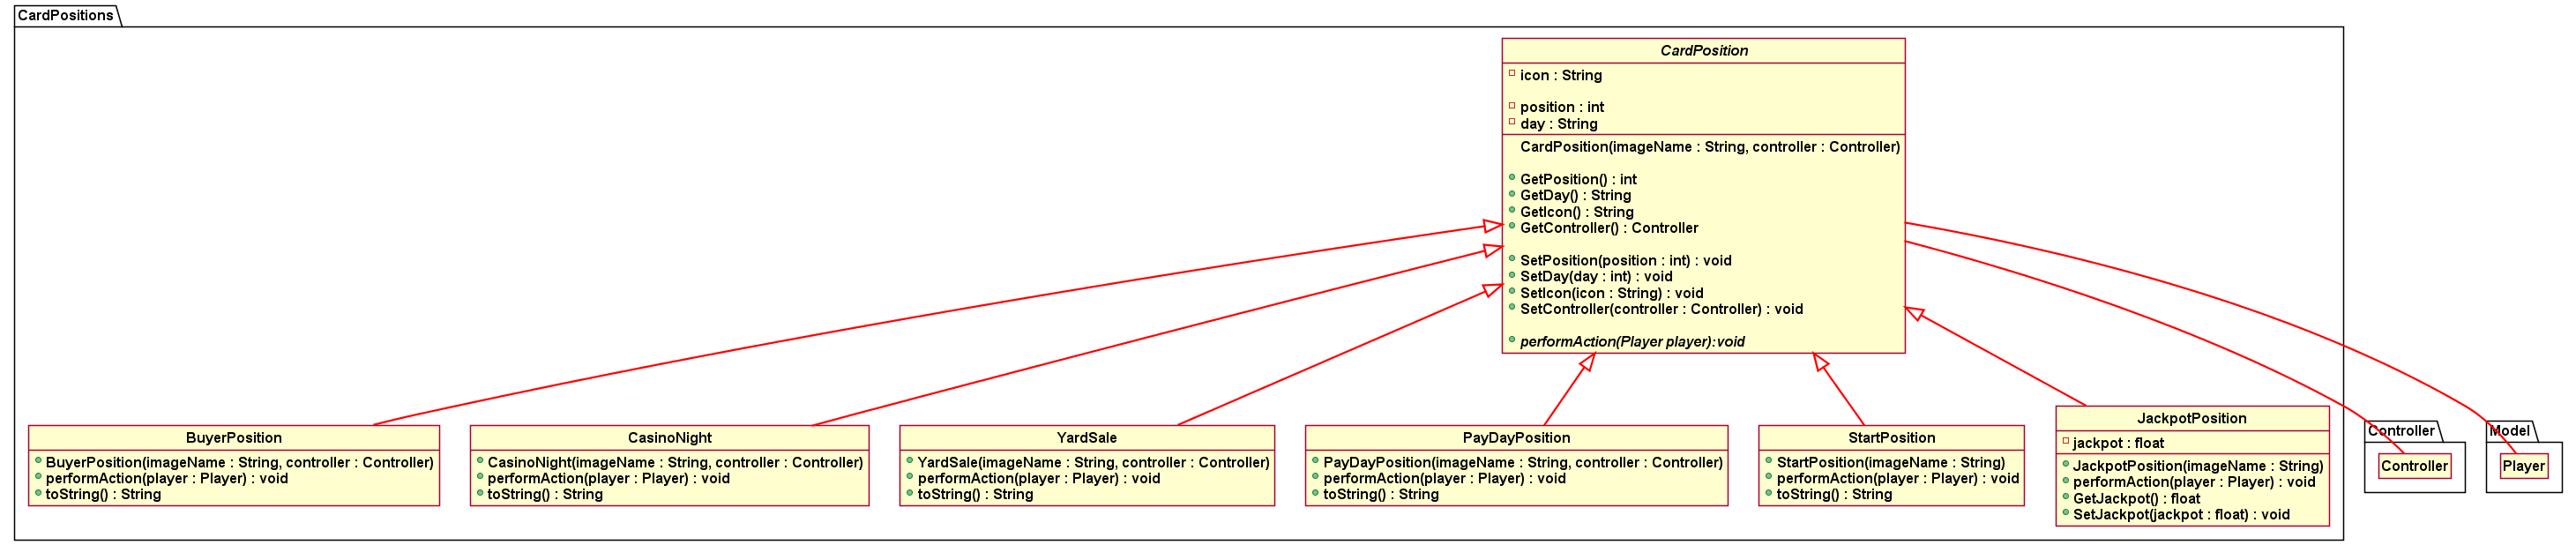 CardPositions
CardPosition
icon : String
position : int
day : String
CardPosition(imageName : String, controller : Controller)
GetPosition() : int
GetDay() : String
GetIcon() : String
GetController() : Controller
SetPosition(position : int) : void
SetDay(day : int) : void
SetIcon(icon : String) : void
SetController(controller : Controller) : void
performAction(Player player):void
BuyerPosition
BuyerPosition(imageName : String, controller : Controller)
performAction(player : Player) : void
toString() : String
CasinoNight
CasinoNight(imageName : String, controller : Controller)
performAction(player : Player) : void
toString() : String
YardSale
YardSale(imageName : String, controller : Controller)
performAction(player : Player) : void
toString() : String
PayDayPosition
PayDayPosition(imageName : String, controller : Controller)
performAction(player : Player) : void
toString() : String
StartPosition
StartPosition(imageName : String)
performAction(player : Player) : void
toString() : String
JackpotPosition
jackpot : float
JackpotPosition(imageName : String)
performAction(player : Player) : void
GetJackpot() : float
SetJackpot(jackpot : float) : void
Controller
Controller
Model
Player